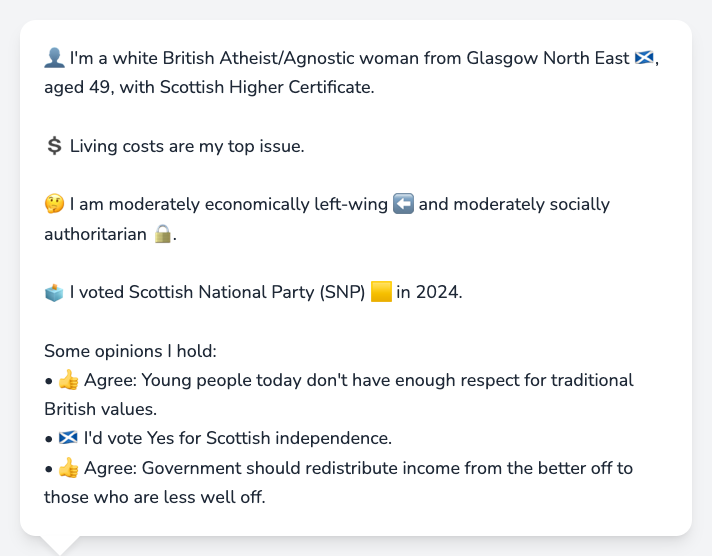 👤 I'm a white British Atheist/Agnostic woman from Glasgow North East 🏴󠁧󠁢󠁳󠁣󠁴󠁿,
aged 49, with Scottish Higher Certificate.
💲 Living costs are my top issue.
🤔 I am moderately economically left-wing ⬅️ and moderately socially
authoritarian 🔒.
🗳️ I voted Scottish National Party (SNP) 🟨 in 2024.
Some opinions I hold:
• 👍 Agree: Young people today don't have enough respect for traditional
British values.
• 🏴󠁧󠁢󠁳󠁣󠁴󠁿 I'd vote Yes for Scottish independence.
• 👍 Agree: Government should redistribute income from the better off to
those who are less well off.